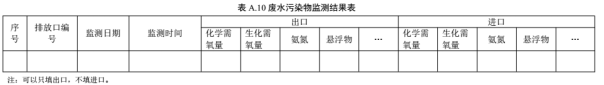 表 A.10 废水污染物监测结果表
序号 排放口编号 监测日期 监测时间 出口 进口
化学需氧量 生化需氧量 氨氮 悬浮物 … 化学需氧量 生化需氧量 氨氮 悬浮物 …
注：可以只填出口，不填进口。